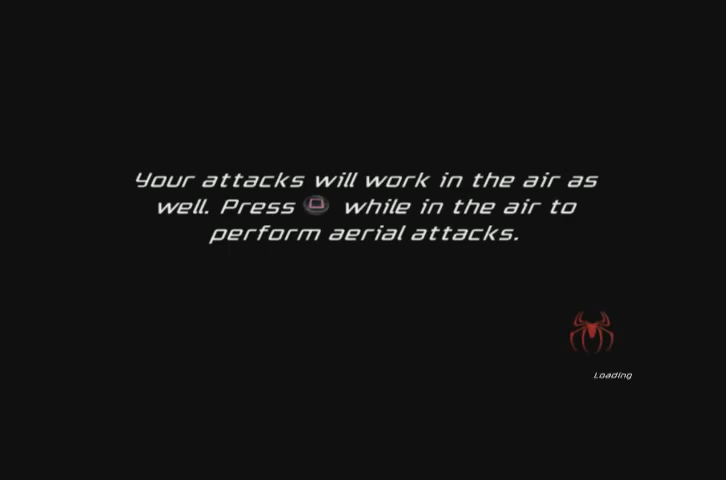 Your attacks will work in the air as
well. Press while in the air to
perform aerial attacks.
Loading